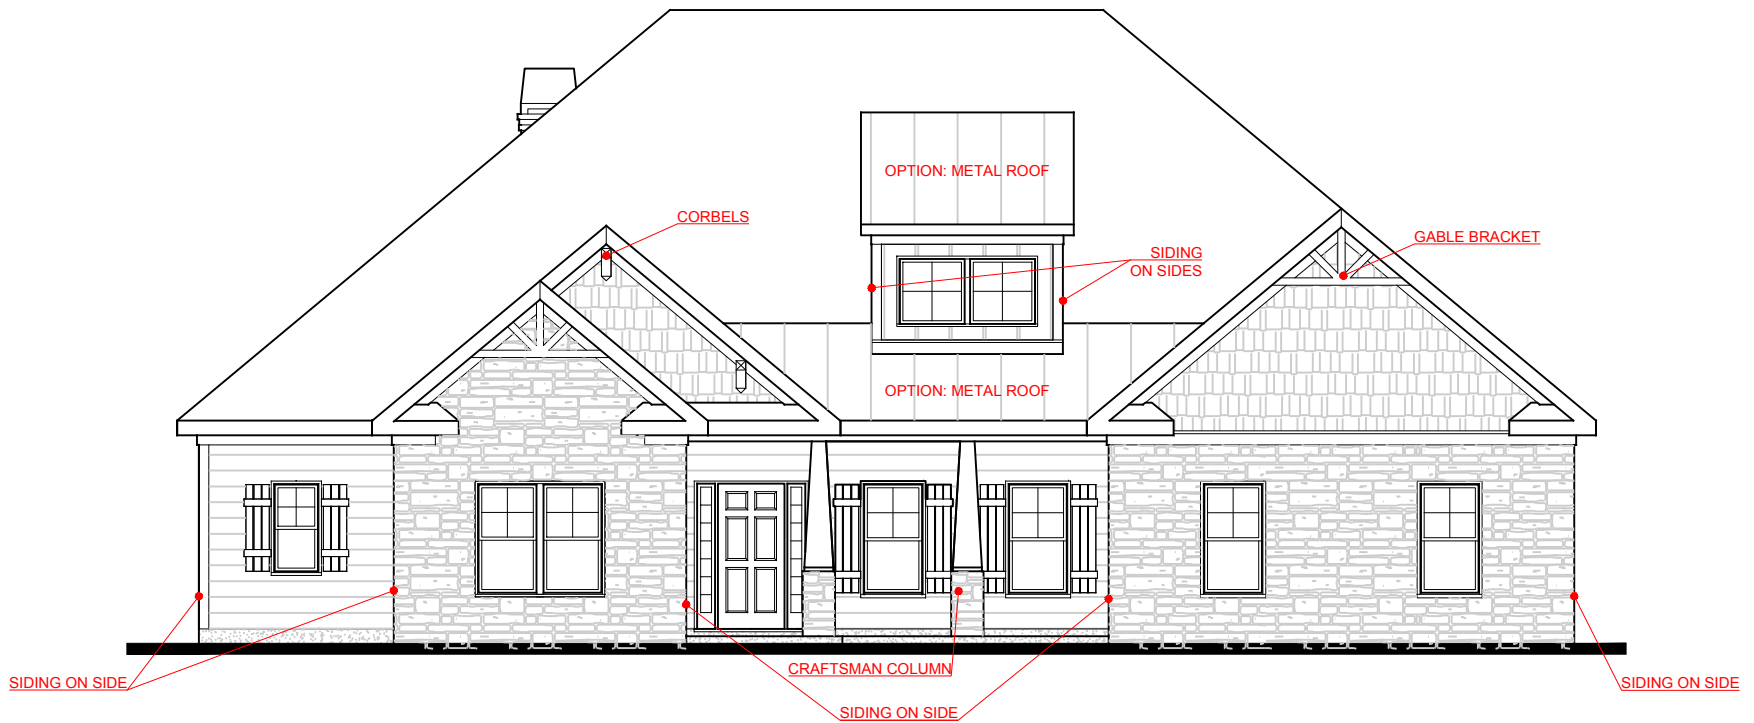 OPTION: METAL ROOF
CORBELS
GABLE BRACKET
SIDING
ON SIDES
OPTION: METAL ROOF
CRAFTSMAN COLUMN
SIDING ON SIDE
SIDING ON SIDE
SIDING ON SIDE